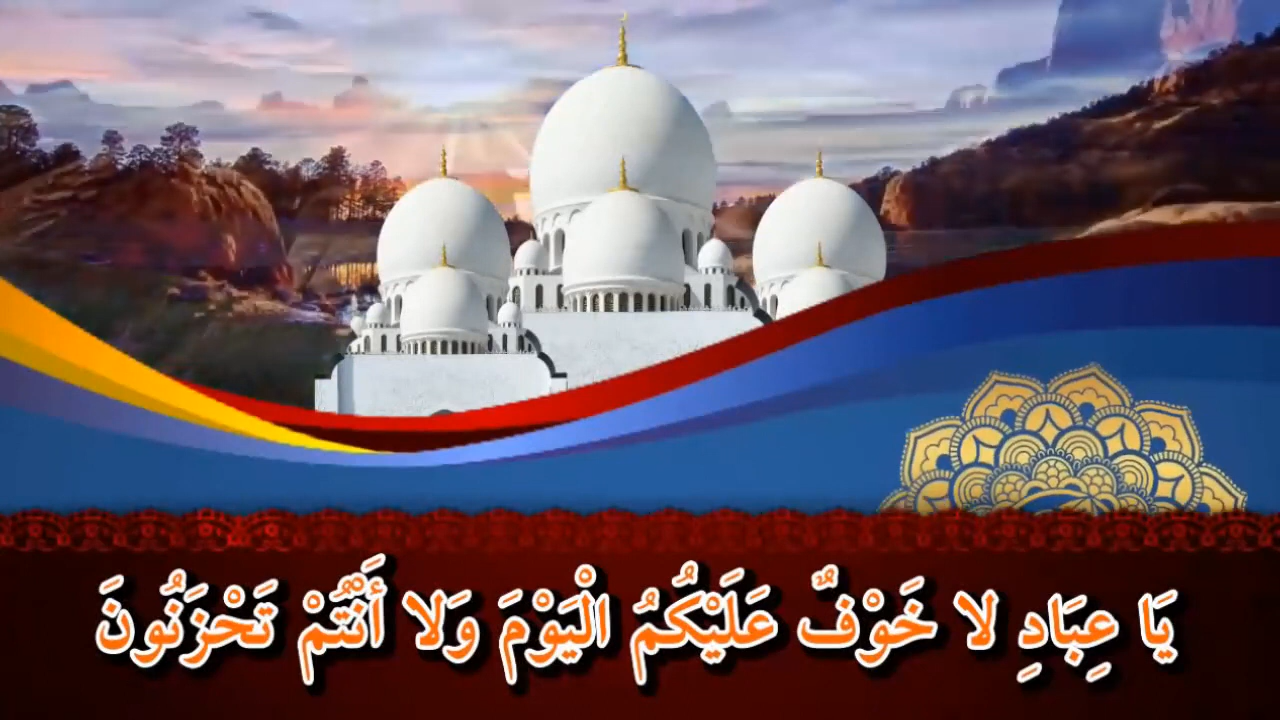 يَا عِبَادِ لا خَوْفٌ عَلَيْكُمُ الْيَوْمَ وَلا أَنْتُمْ تَحْزَنُونَ